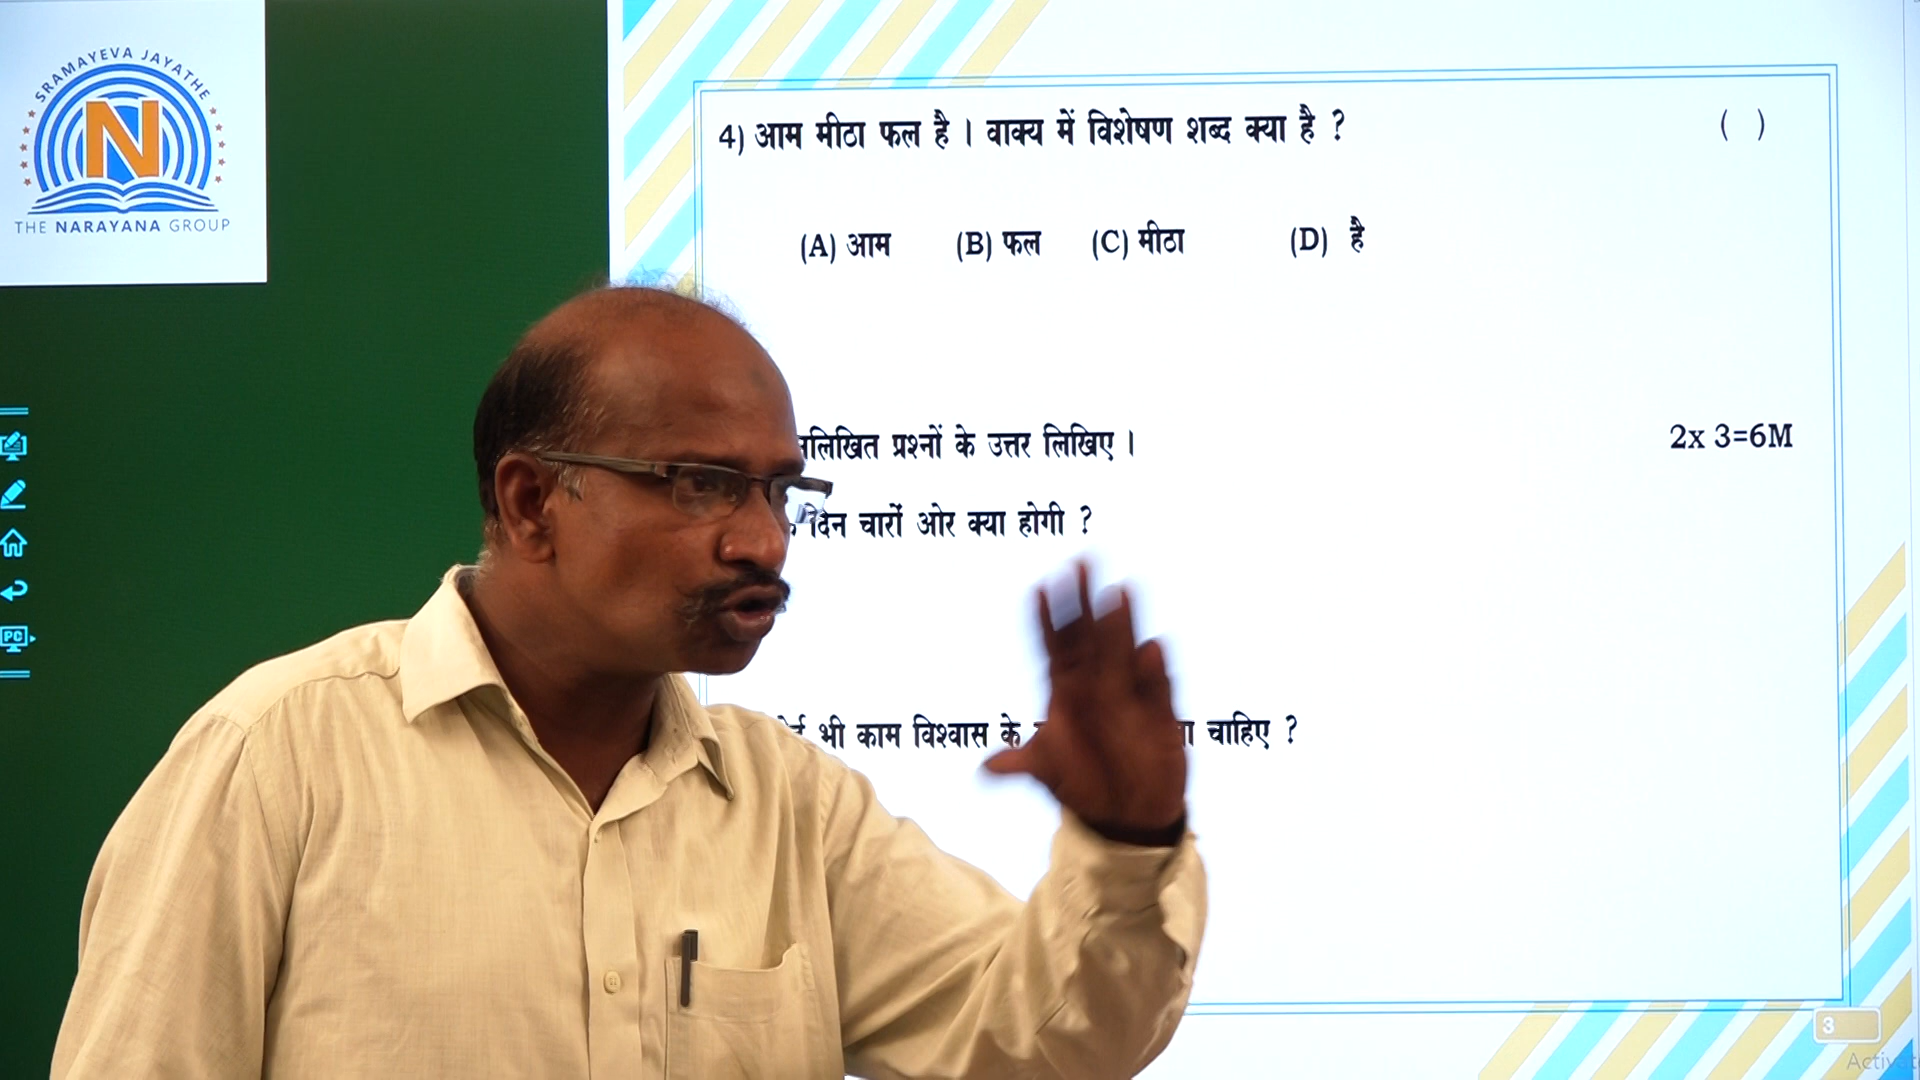 SRAMAYEVA JAYATHE
N
THE NARAYANA GROUP
4) आम मीठा फल है । वाक्य में विशेषण शब्द क्या है ? ( )
(A) आम (B) फल (C) मीठा (D) है
प्रश्नों के उत्तर लिखिए । 2x 3=6M
दिन चारों ओर क्या होगी ?
भी काम विश्वास के चाहिए ?
PC
3